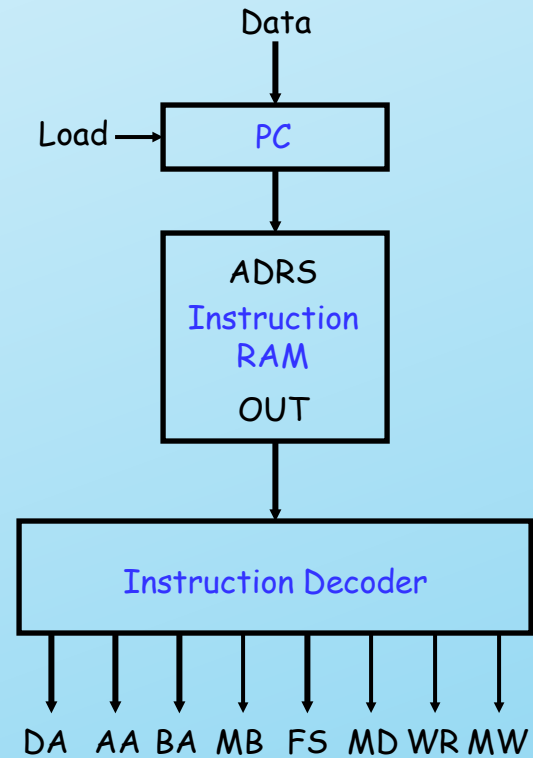 Data
Load
PC
ADRS
Instruction
RAM
OUT
Instruction Decoder
DA AA BA MB FS MD WR MW